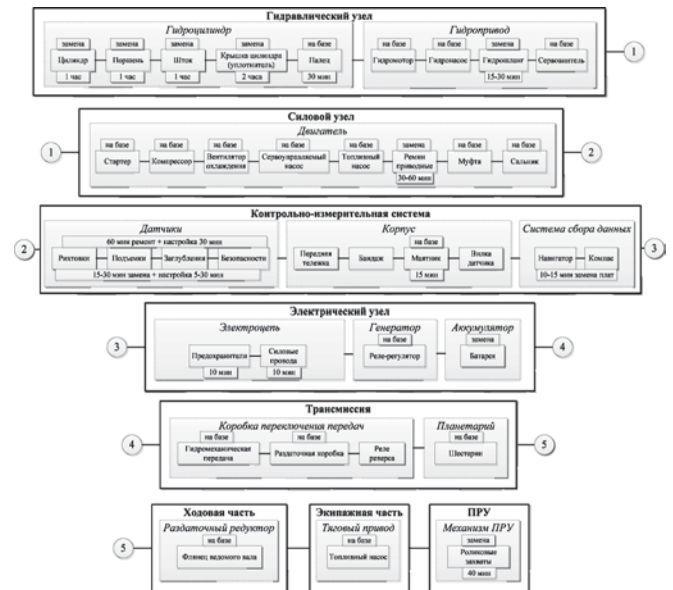 Гидравлический узел
Гидроцилиндр
Гидропривод
замена замена замена замена на базе
на базе на базе замена на базе
Цилиндр Поршень Шток Крышка цилиндра (уплотнитель) Палец
Гидромотор Гидронасос Гидрошланг
1 час 1 час 1 час 2 часа 30 мин
15-30 мин
1
Силовой узел
Двигатель
на базе на базе на базе на базе на базе замена на базе на базе
1
Стартер Компрессор Вентилятор охлаждения Сервоуправляемый насос Топливный насос Ремни приводные Муфта Сальник
2
30-60 мин
Контрольно-измерительная система
Датчики
Корпус
Система сбора данных
60 мин ремонт + настройка 30 мин
на базе
2
Рихтовки Подъемки Заглубления Безопасности
Передняя тележка Бандаж Маятник Вилка датчика
Навигатор Компас
3
15-30 мин замена + настройка 5-30 мин
15 мин
10-15 мин замена плат
Электрический узел
Электроцепь
Генератор
Аккумулятор
на базе
замена
3
Предохранители Силовые провода
Реле-регулятор
Батарея
4
10 мин 10 мин
Трансмиссия
Коробка переключения передач
Планетарий
на базе на базе
на базе
4
Гидромеханическая передача Раздаточная коробка Реле реверса
Шестерни
5
Ходовая часть
Экипажная часть
ПРУ
Раздаточный редуктор
Тяговый привод
Механизм ПРУ
на базе
на базе
замена
5
Фланец ведомого вала
Топливный насос
Роликовые захваты
40 мин